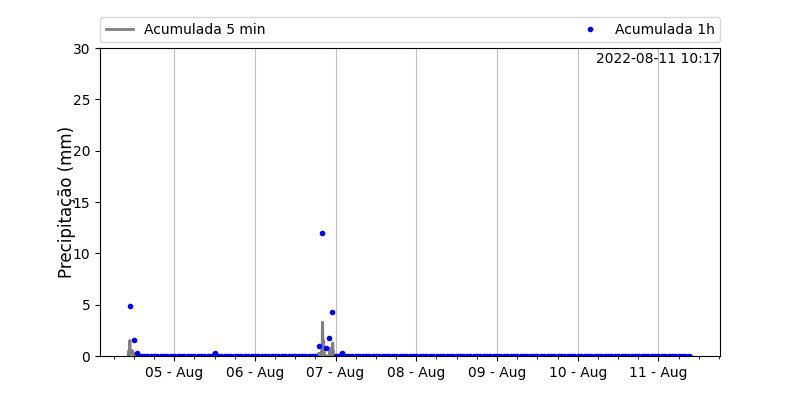 Acumulada 5 min
Acumulada 1h
2022-08-11 10:17
Precipitação (mm)
30
25
20
15
10
5
0
05 - Aug
06 - Aug
07 - Aug
08 - Aug
09 - Aug
10 - Aug
11 - Aug